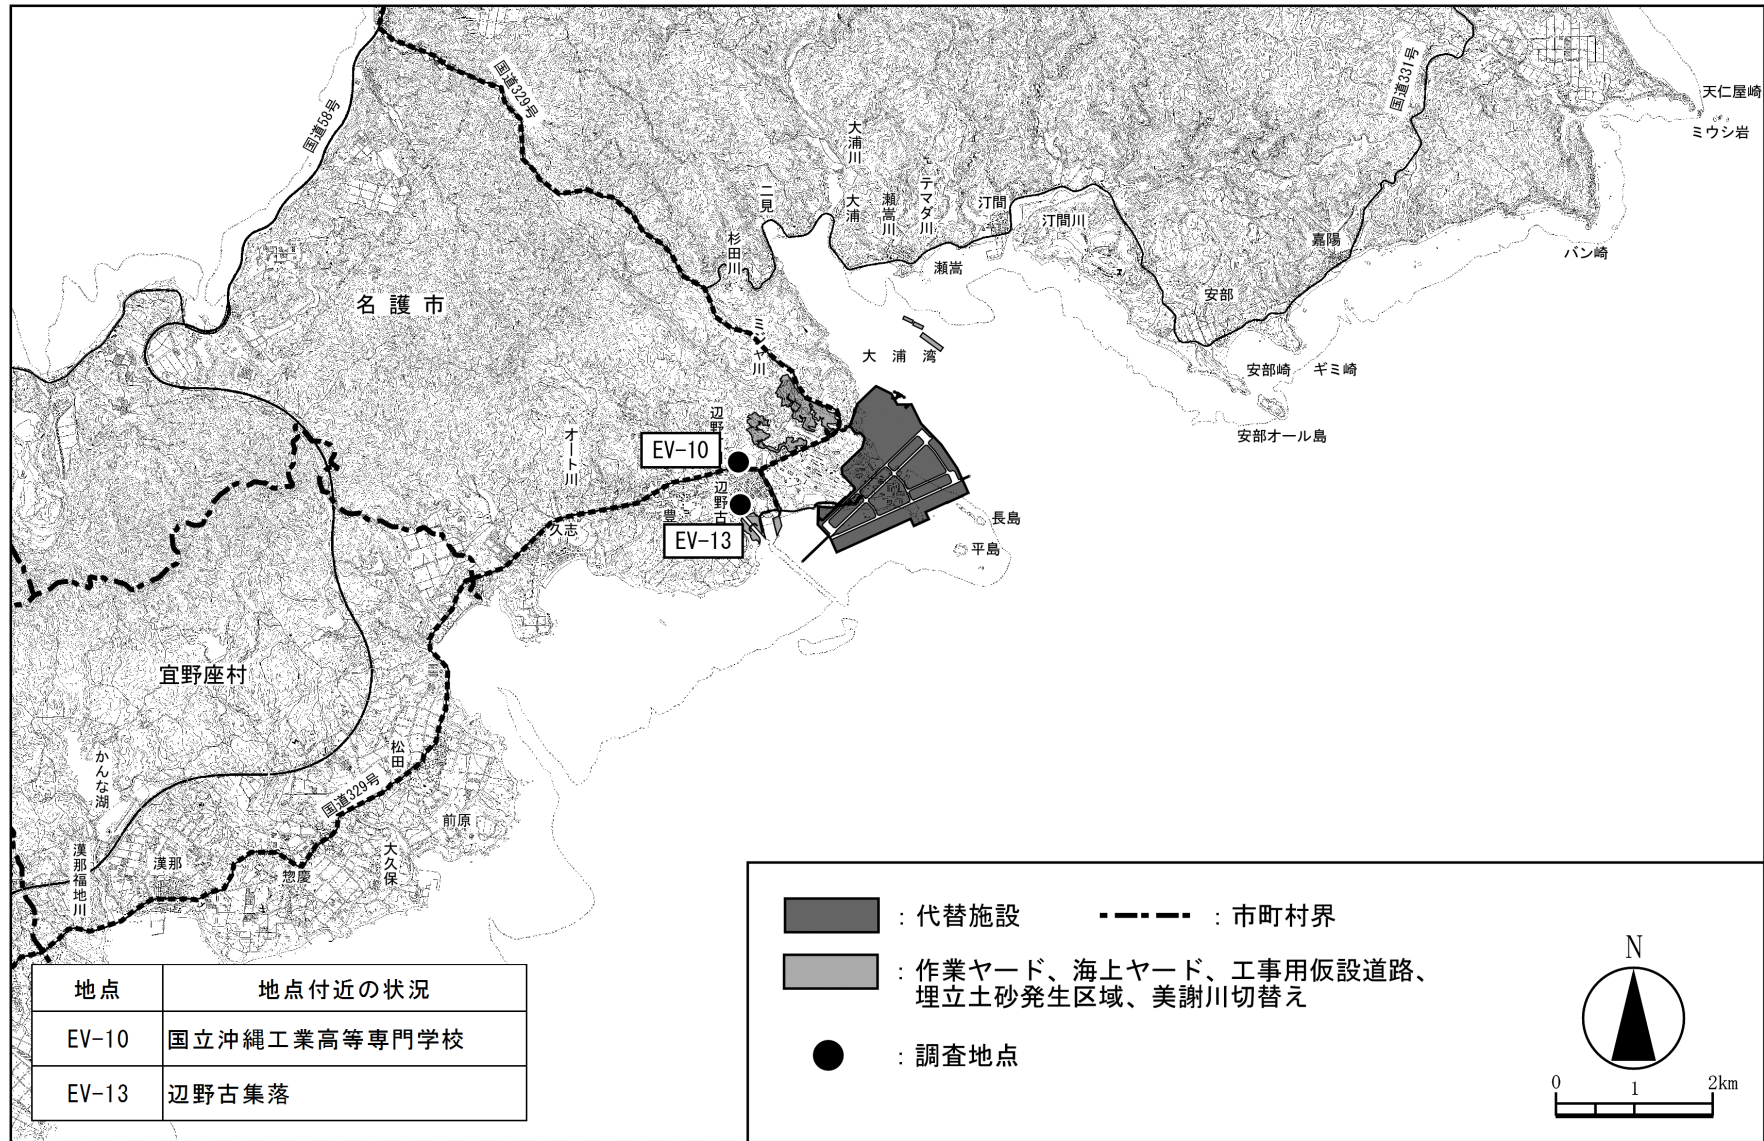 国道58号
国道329号
国道331号
天仁屋崎
ミウシ岩
バン崎
大浦川
大浦
瀬嵩川
テマダ川
汀間
汀間川
二見
杉田川
瀬嵩
嘉陽
安部
名護市
ミジャ川
大浦湾
安部崎
ギミ崎
安部オール島
オート川
辺野
EV-10
辺野古
豊
EV-13
久志
長島
平島
宜野座村
かんな湖
松田
国道329号
前原
大久保
漢那福地川
漢那
惣慶
地点 地点付近の状況
EV-10 国立沖縄工業高等専門学校
EV-13 辺野古集落
：代替施設
：市町村界
：作業ヤード、海上ヤード、工事用仮設道路、
埋立土砂発生区域、美謝川切替え
：調査地点
N
0 1 2km